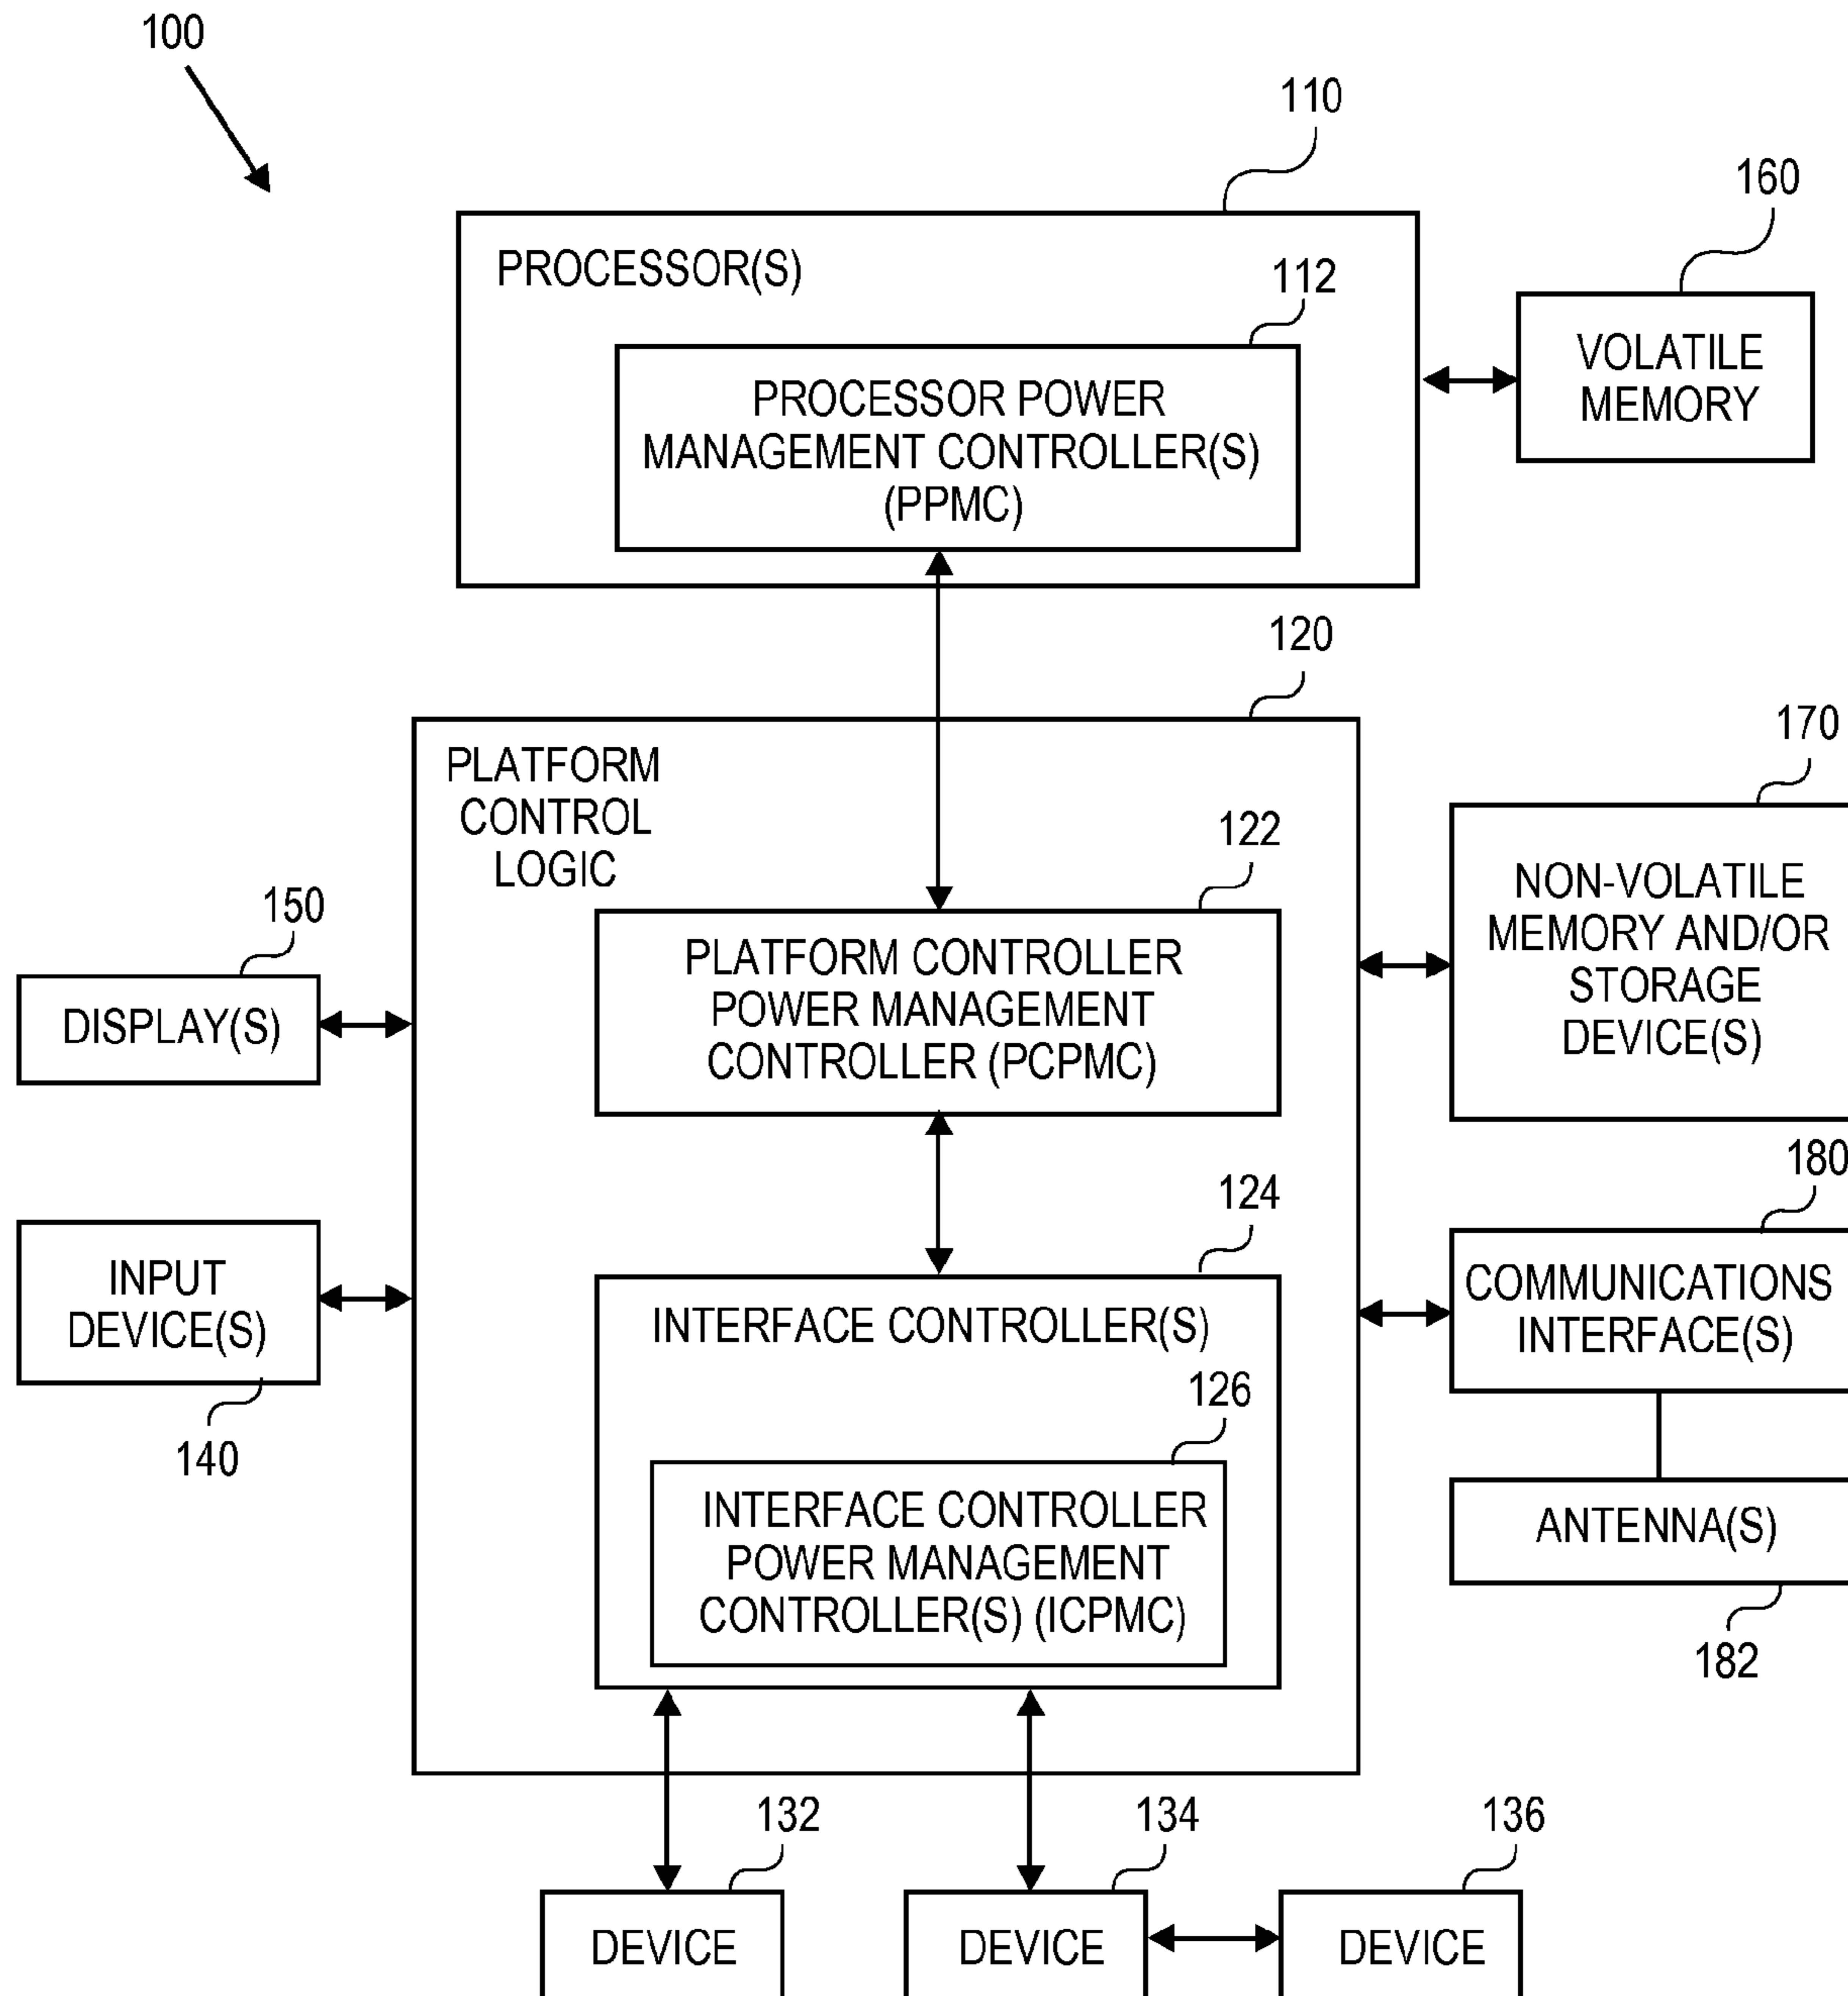 100
110
160
PROCESSOR(S)
112
PROCESSOR POWER
MANAGEMENT CONTROLLER(S)
(PPMC)
VOLATILE
MEMORY
120
170
PLATFORM
CONTROL
LOGIC
122
150
PLATFORM CONTROLLER
POWER MANAGEMENT
CONTROLLER (PCPMC)
NON-VOLATILE
MEMORY AND/OR
STORAGE
DEVICE(S)
DISPLAY(S)
180
124
INPUT
DEVICE(S)
140
INTERFACE CONTROLLER(S)
COMMUNICATIONS
INTERFACE(S)
126
INTERFACE CONTROLLER
POWER MANAGEMENT
CONTROLLER(S) (ICPMC)
ANTENNA(S)
182
132
134
136
DEVICE
DEVICE
DEVICE